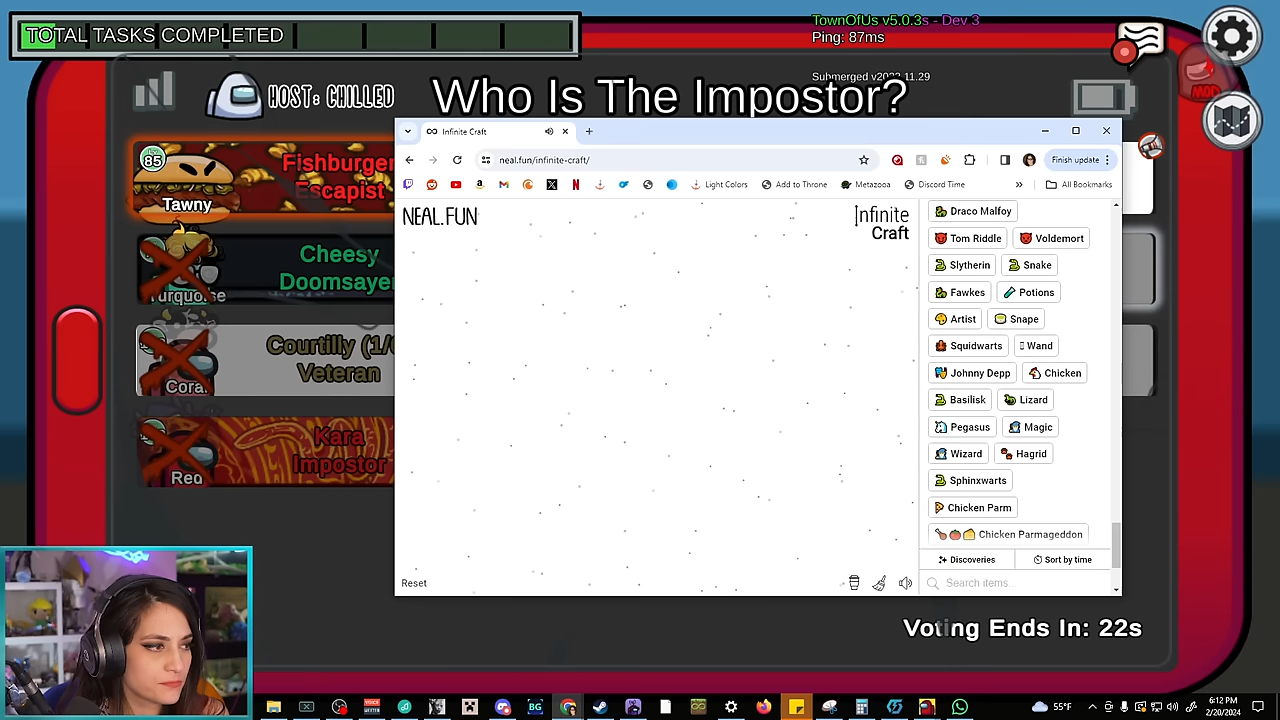 TOTAL TASKS COMPLETED
TownOfUs v5.0.3s - Dev 3
Ping: 87ms
Submerged v2023.11.29
HOST: CHILLED
Who Is The Impostor?
MOD
85
Tawny
Fishburger
Escapist
Turquoise
Cheesy
Doomsayer
Coral
Courtilly (1/
Veteran
Red
Kara
Impostor
Infinite Craft
neal.fun/infinite-craft/
Finish update
Light Colors
Add to Throne
Metazooa
Discord Time
»
All Bookmarks
NEAL.FUN
Infinite
Craft
Draco Malfoy
Tom Riddle
Voldemort
Slytherin
Snake
Fawkes
Potions
Artist
Snape
Squidwarts
Wand
Johnny Depp
Chicken
Basilisk
Lizard
Pegasus
Magic
Wizard
Hagrid
Sphinxwarts
Chicken Parm
Chicken Parmageddon
Discoveries
Sort by time
Search items...
Reset
Voting Ends In: 22s
BG
55°
6:12 PM
2/20/2024